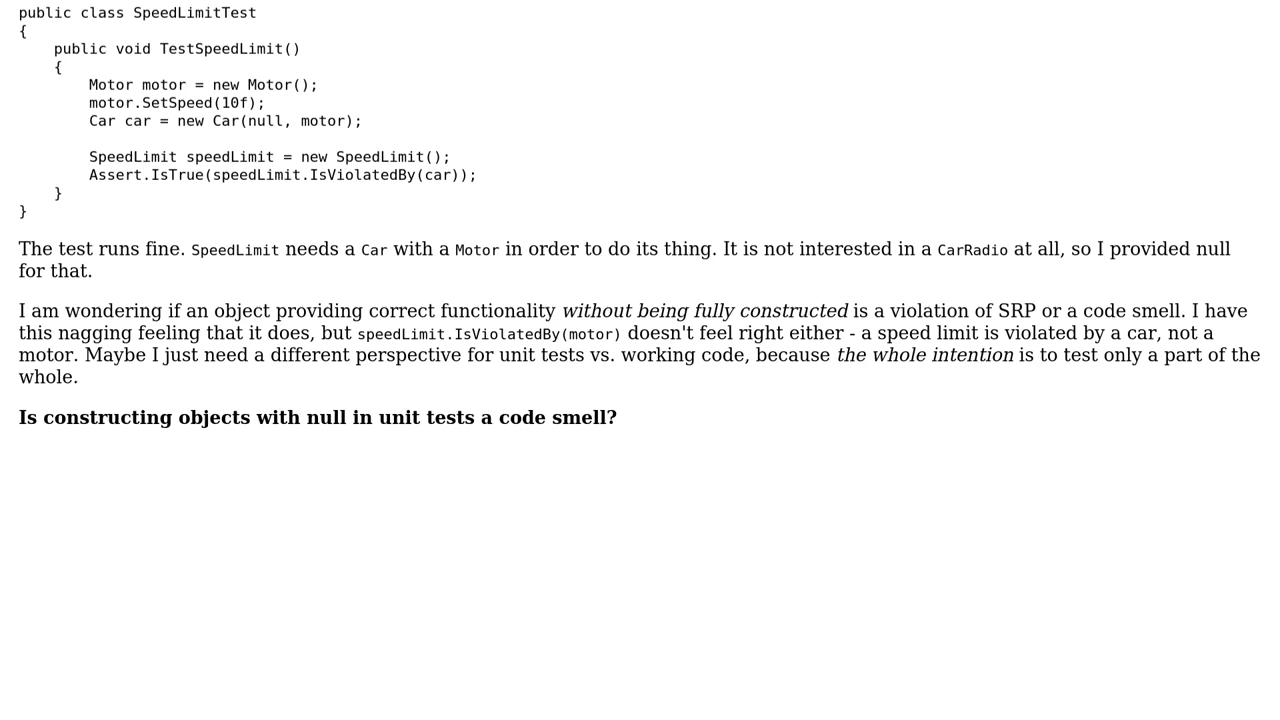 public class SpeedLimitTest
{
    public void TestSpeedLimit()
    {
        Motor motor = new Motor();
        motor.SetSpeed(10f);
        Car car = new Car(null, motor);

        SpeedLimit speedLimit = new SpeedLimit();
        Assert.IsTrue(speedLimit.IsViolatedBy(car));
    }
}
The test runs fine. SpeedLimit needs a Car with a Motor in order to do its thing. It is not interested in a CarRadio at all, so I provided null
for that.
I am wondering if an object providing correct functionality without being fully constructed is a violation of SRP or a code smell. I have
this nagging feeling that it does, but speedLimit.IsViolatedBy(motor) doesn't feel right either - a speed limit is violated by a car, not a
motor. Maybe I just need a different perspective for unit tests vs. working code, because the whole intention is to test only a part of the
whole.
Is constructing objects with null in unit tests a code smell?